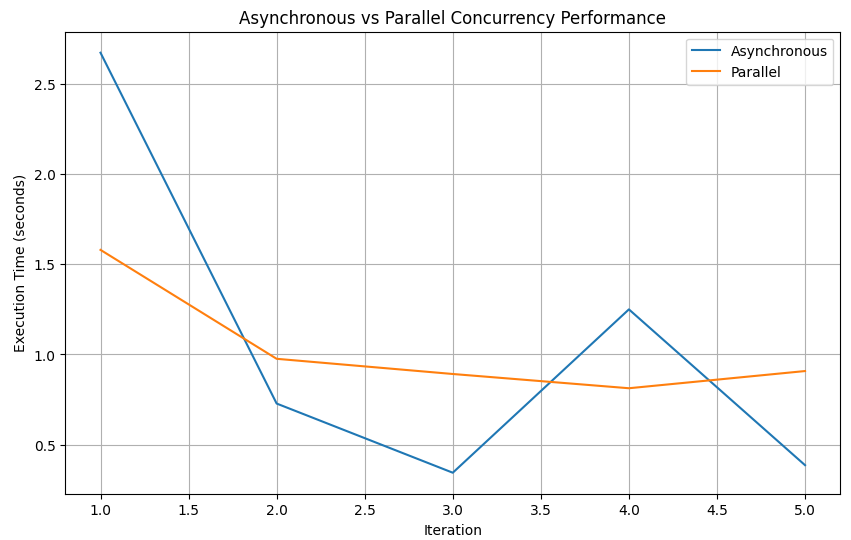 Asynchronous vs Parallel Concurrency Performance
Asynchronous
Parallel
Execution Time (seconds)
2.5
2.0
1.5
1.0
0.5
1.0 1.5 2.0 2.5 3.0 3.5 4.0 4.5 5.0
Iteration